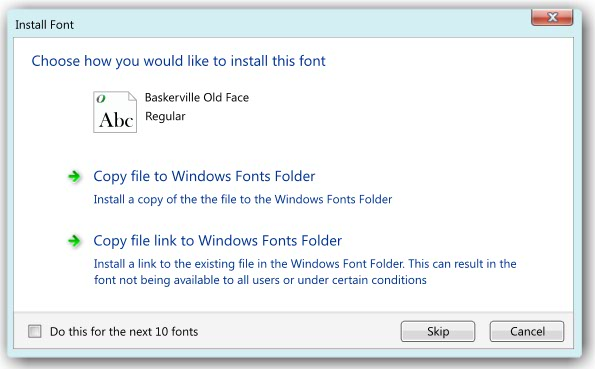 Install Font
Choose how you would like to install this font
O
Abc
Baskerville Old Face
Regular
Copy file to Windows Fonts Folder
Install a copy of the the file to the Windows Fonts Folder
Copy file link to Windows Fonts Folder
Install a link to the existing file in the Windows Font Folder. This can result in the
font not being available to all users or under certain conditions
Do this for the next 10 fonts
Skip
Cancel